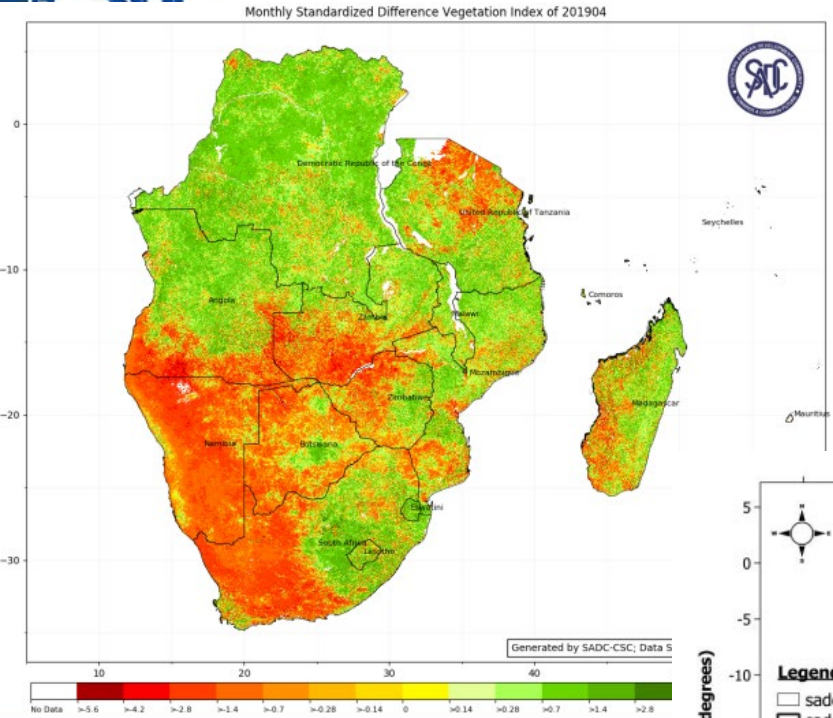 Monthly Standardized Difference Vegetation Index of 201904
SADC
0
-10
-20
-30
10
20
30
40
Democratic Republic of the Congo
United Republic of Tanzania
Seychelles
Comoros
Angola
Zambia
Malawi
Mozambique
Zimbabwe
Madagascar
Mauritius
Namibia
Botswana
Eswatini
South Africa
Lesotho
Generated by SADC-CSC; Data S
No Data
>-5.6
>-4.2
>-2.8
>-1.4
>-0.7
>-0.28
>-0.14
0
>0.14
>0.28
>0.7
>1.4
>2.8
5
0
-5
-10
N
W
E
S
degrees)
Legen
sad